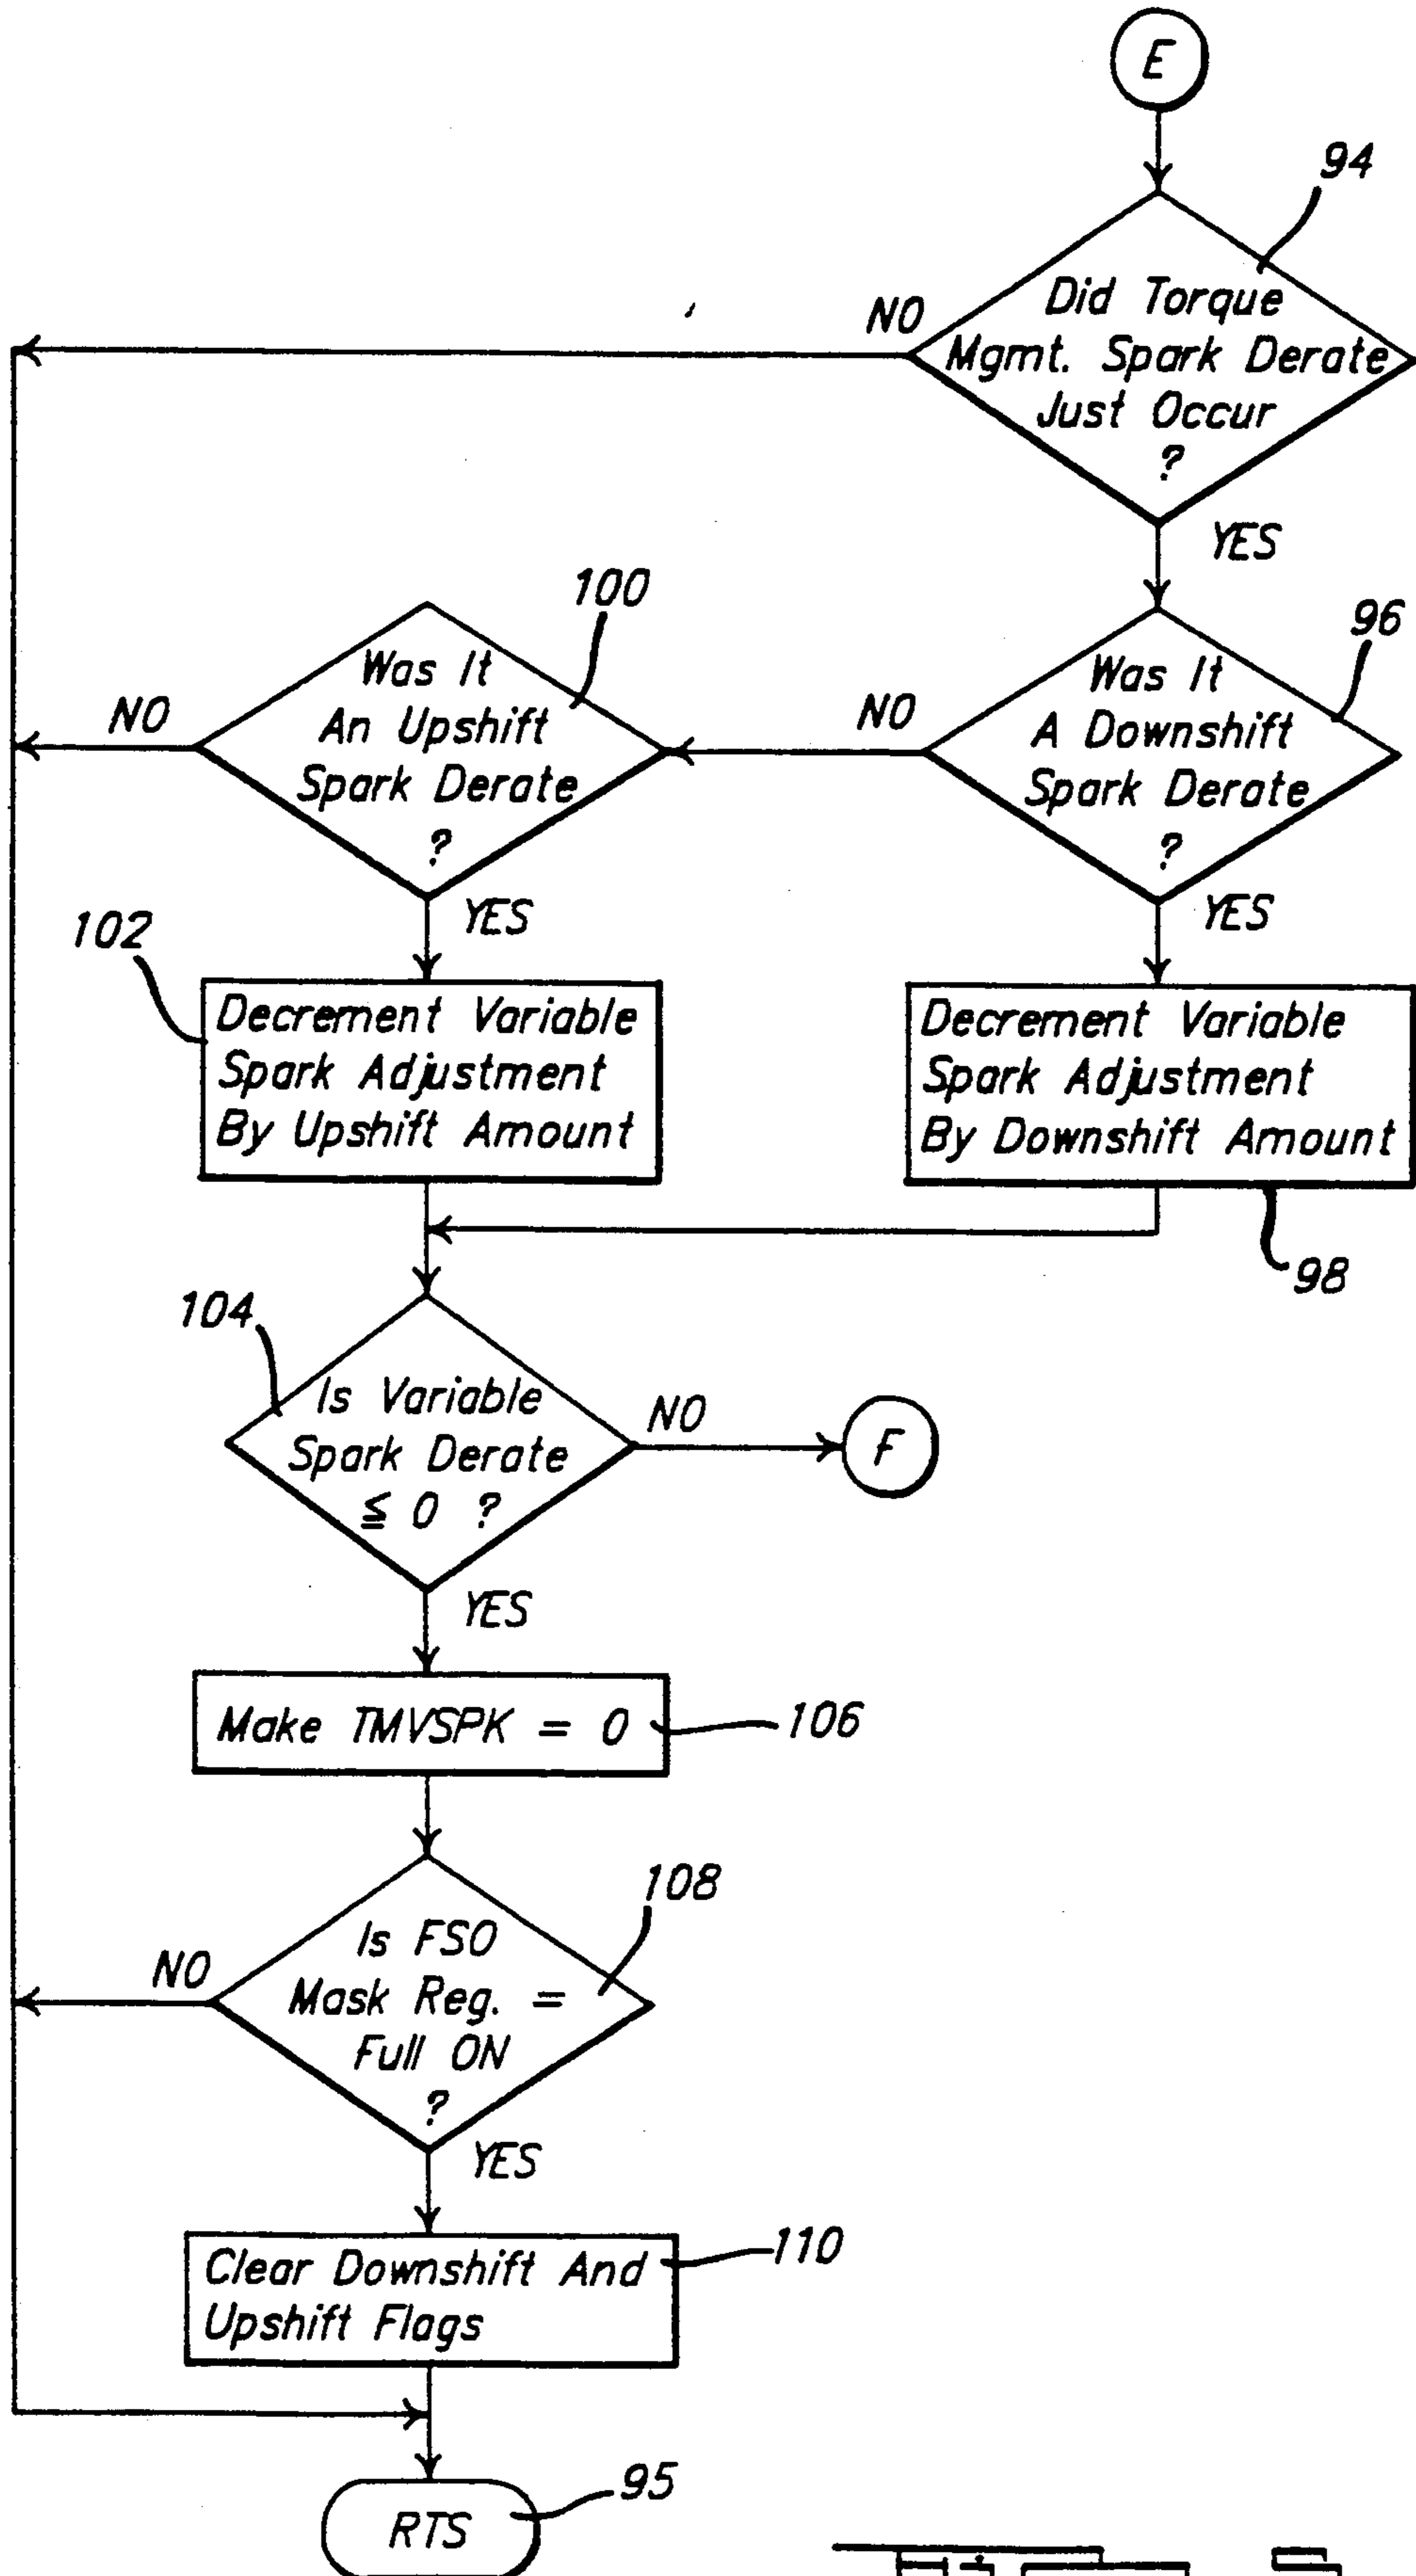 E
94
Did Torque
Mgmt. Spark Derate
Just Occur
?
NO
YES
100
96
Was It
An Upshift
Spark Derate
?
NO
YES
Was It
A Downshift
Spark Derate
?
NO
YES
102
Decrement Variable
Spark Adjustment
By Upshift Amount
Decrement Variable
Spark Adjustment
By Downshift Amount
98
104
Is Variable
Spark Derate
≦ 0 ?
NO
F
YES
Make TMVSPK = 0
106
108
Is FSO
Mask Reg. =
Full ON
?
NO
YES
Clear Downshift And
Upshift Flags
110
RTS
95